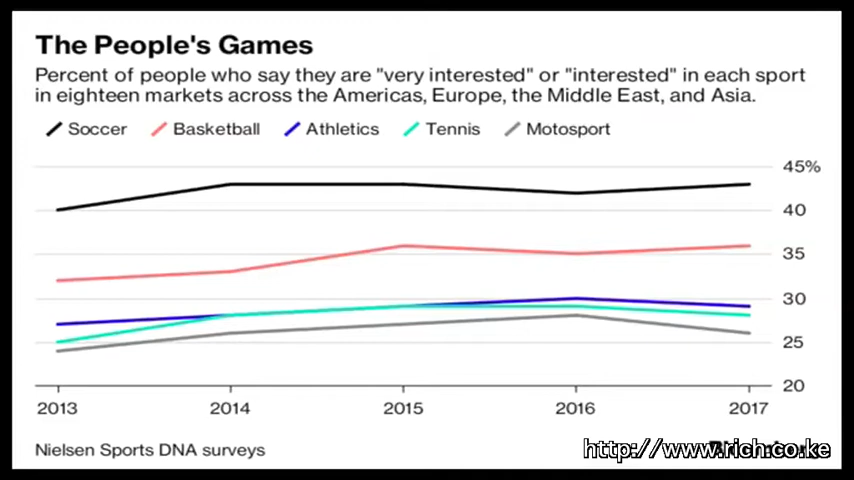 The People's Games
Percent of people who say they are "very interested" or "interested" in each sport
in eighteen markets across the Americas, Europe, the Middle East, and Asia.
Soccer Basketball Athletics Tennis Motosport
45%
40
35
30
25
20
2013 2014 2015 2016 2017
Nielsen Sports DNA surveys
http://www.rich.co.ke